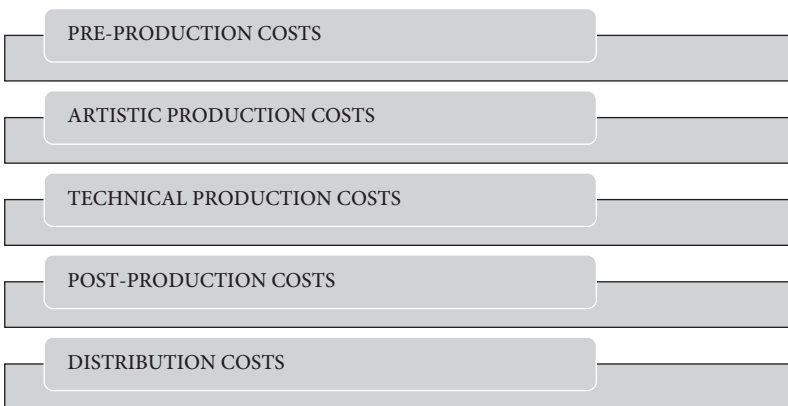 PRE-PRODUCTION COSTS
ARTISTIC PRODUCTION COSTS
TECHNICAL PRODUCTION COSTS
POST-PRODUCTION COSTS
DISTRIBUTION COSTS